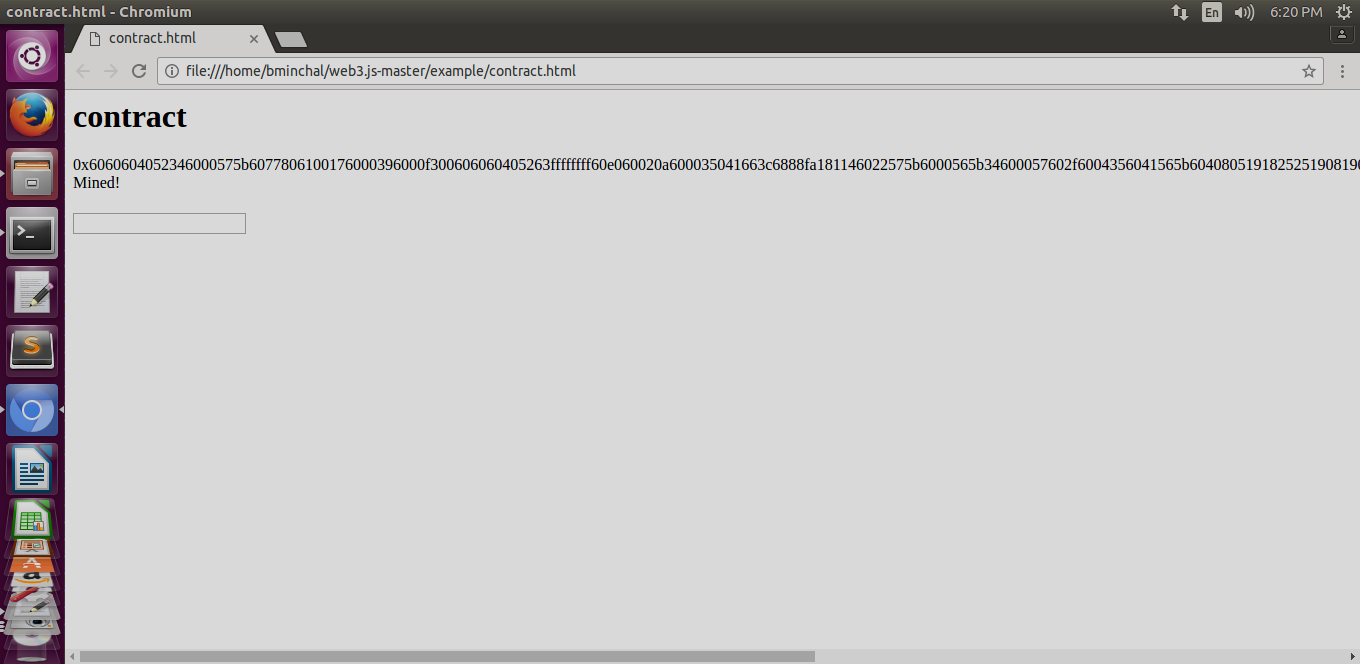 contract.html - Chromium
En
6:20 PM
contract.html
file:///home/bminchal/web3.js-master/example/contract.html
contract
0x6060604052346000575b6077806100176000396000f300606060405263ffffffff60e060020a600035041663c6888fa181146022575b6000565b34600057602f6004356041565b6040805191825251908190
Mined!